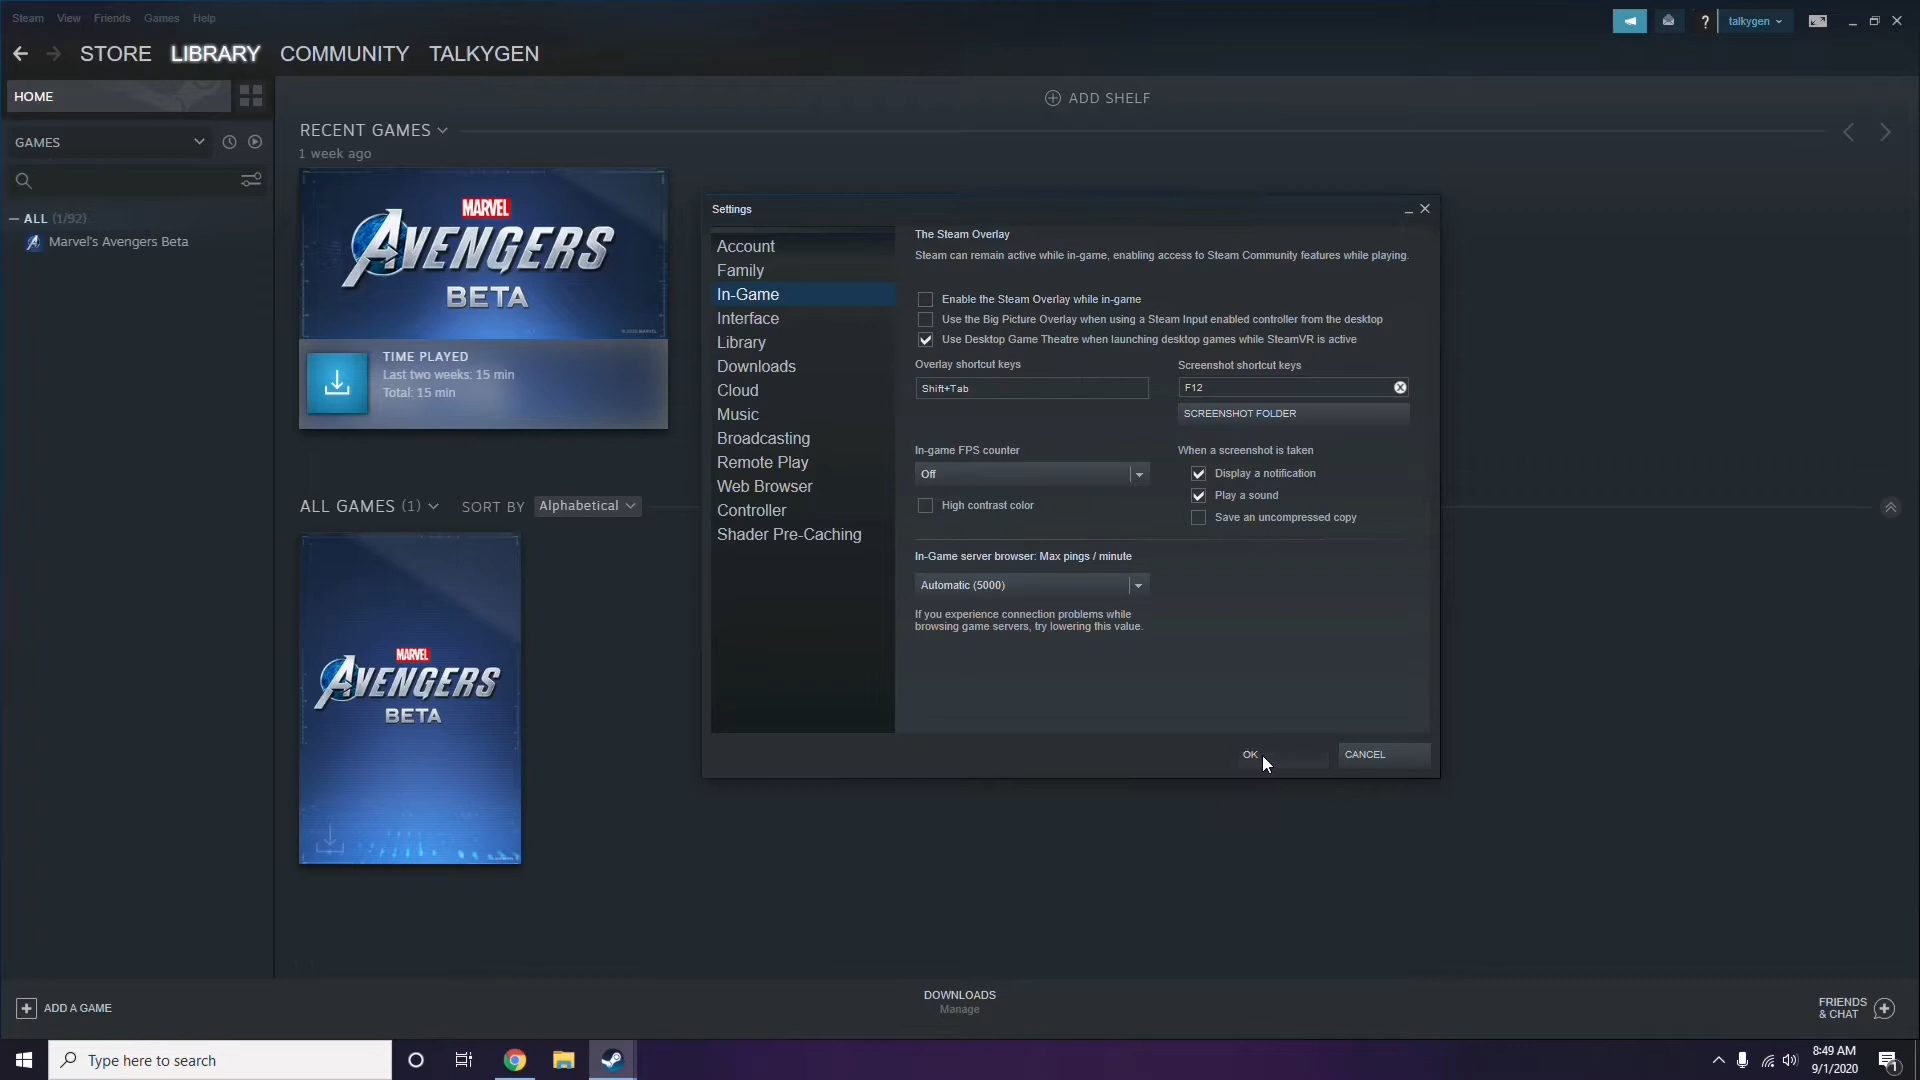 Steam View Friends Games Help
talkygen
STORE LIBRARY COMMUNITY TALKYGEN
HOME
GAMES
ALL (1/92)
Marvel's Avengers Beta
ADD SHELF
RECENT GAMES
1 week ago
MARVEL
AVENGERS
BETA
TIME PLAYED
Last two weeks: 15 min
Total: 15 min
ALL GAMES (1) SORT BY Alphabetical
MARVEL
AVENGERS
BETA
Settings
Account
Family
In-Game
Interface
Library
Downloads
Cloud
Music
Broadcasting
Remote Play
Web Browser
Controller
Shader Pre-Caching
The Steam Overlay
Steam can remain active while in-game, enabling access to Steam Community features while playing.
Enable the Steam Overlay while in-game
Use the Big Picture Overlay when using a Steam Input enabled controller from the desktop
Use Desktop Game Theatre when launching desktop games while SteamVR is active
Overlay shortcut keys
Shift+Tab
Screenshot shortcut keys
F12
SCREENSHOT FOLDER
In-game FPS counter
Off
High contrast color
When a screenshot is taken
Display a notification
Play a sound
Save an uncompressed copy
In-Game server browser: Max pings / minute
Automatic (5000)
If you experience connection problems while
browsing game servers, try lowering this value.
OK
CANCEL
ADD A GAME
DOWNLOADS
Manage
FRIENDS
& CHAT
Type here to search
8:49 AM
9/1/2020
1